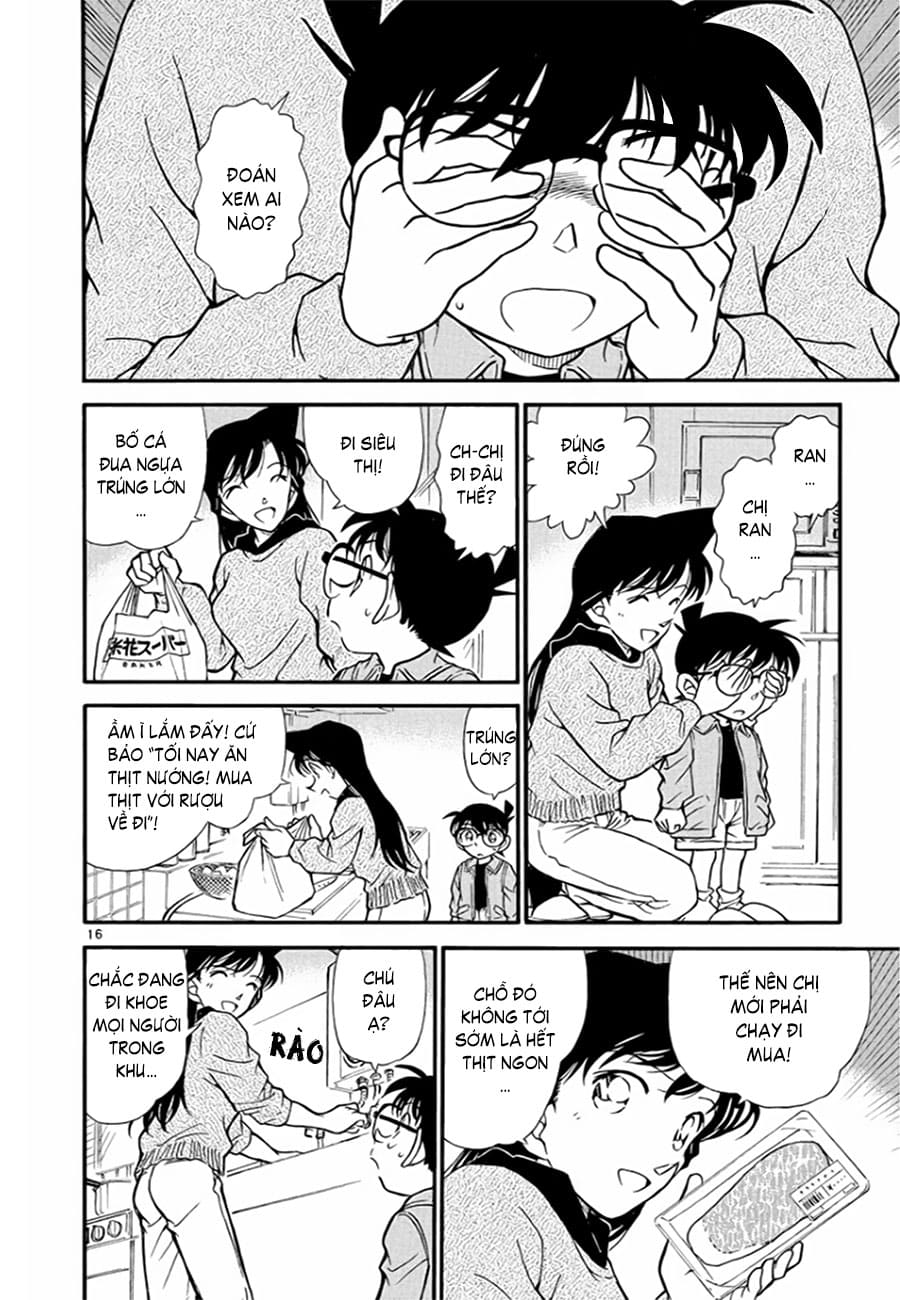 ĐOÁN
XEM AI
NÀO?
RAN
...
CHỊ
RAN
...
ĐÚNG
RỒI!
CH-CHỊ
ĐI ĐÂU
THẾ?
ĐI SIÊU
THỊ!
BỐ CÁ
ĐUA NGỰA
TRÚNG LỚN
...
米花スーパー
TRÚNG
LỚN?
ẦM Ĩ LẮM ĐẤY! CỨ
BẢO "TỐI NAY ĂN
THỊT NƯỚNG! MUA
THỊT VỚI RƯỢU
VỀ ĐI"!
16
THẾ NÊN CHỊ
MỚI PHẢI
CHẠY ĐI
MUA!
CHỖ ĐÓ
KHÔNG TỚI
SỚM LÀ HẾT
THỊT NGON
...
CHÚ
ĐÂU
Ạ?
RÀO
CHẮC ĐANG
ĐI KHOE
MỌI NGƯỜI
TRONG
KHU...